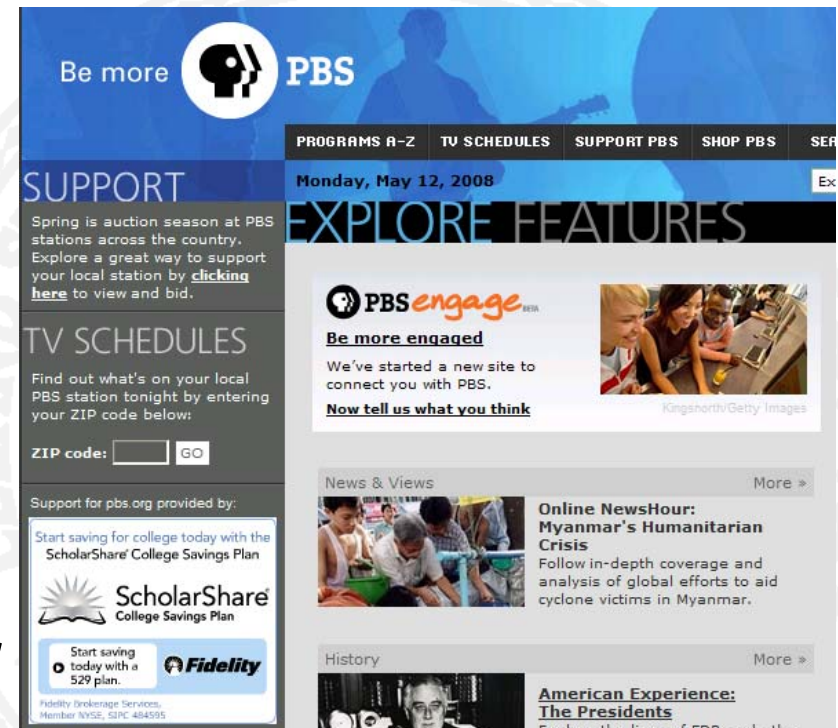 Be more PBS
PROGRAMS A-Z TV SCHEDULES SUPPORT PBS SHOP PBS
SUPPORT
Spring is auction season at PBS
stations across the country.
Explore a great way to support
your local station by clicking
here to view and bid.
TV SCHEDULES
Find out what's on your local
PBS station tonight by entering
your ZIP code below:
ZIP code: GO
Support for pbs.org provided by:
Start saving for college today with the
ScholarShare® College Savings Plan
ScholarShare®
College Savings Plan
Start saving
today with a
529 plan.
Fidelity
Fidelity Brokerage Services,
Member NYSE, SIPC 484595
Monday, May 12, 2008
EXPLORE FEATURES
PBS engage BETA
Be more engaged
We've started a new site to
connect you with PBS.
Now tell us what you think
Kingsnorth/Getty Images
News & Views More »
Online NewsHour:
Myanmar's Humanitarian
Crisis
Follow in-depth coverage and
analysis of global efforts to aid
cyclone victims in Myanmar.
History More »
American Experience:
The Presidents